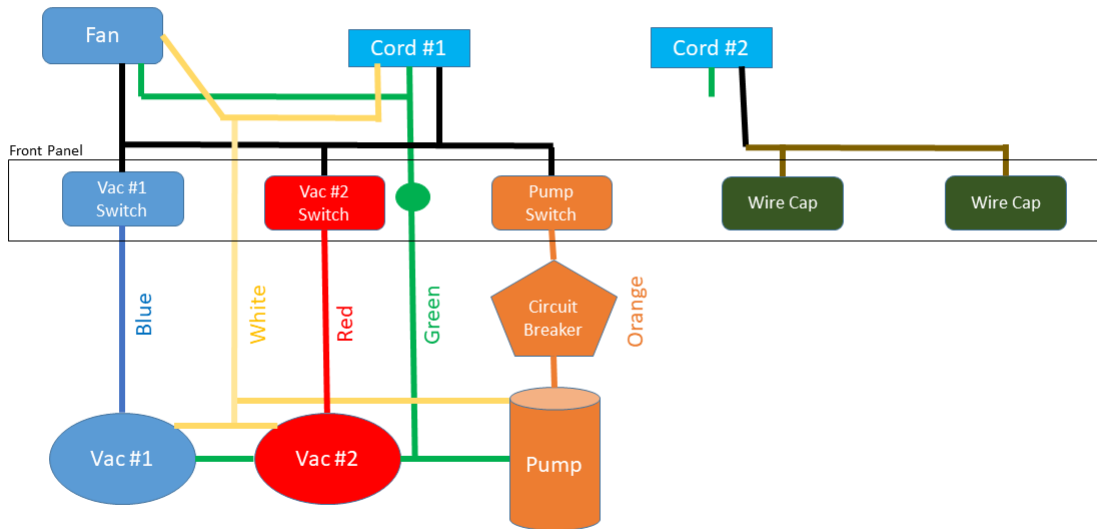 Fan
Cord #1
Cord #2
Front Panel
Vac #1
Switch
Vac #2
Switch
Pump
Switch
Wire Cap
Wire Cap
Blue
White
Red
Green
Circuit
Breaker
Orange
Vac #1
Vac #2
Pump